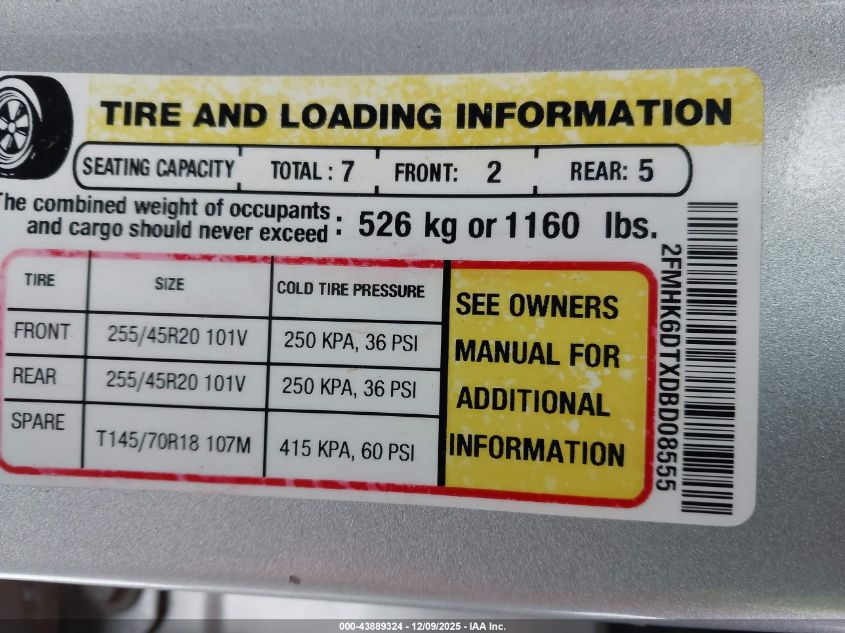 TIRE AND LOADING INFORMATION
SEATING CAPACITY TOTAL : 7 FRONT: 2 REAR: 5
The combined weight of occupants
and cargo should never exceed : 526 kg or 1160 lbs.
TIRE SIZE COLD TIRE PRESSURE
FRONT 255/45R20 101V 250 KPA, 36 PSI
REAR 255/45R20 101V 250 KPA, 36 PSI
SPARE T145/70R18 107M 415 KPA, 60 PSI
SEE OWNERS
MANUAL FOR
ADDITIONAL
INFORMATION
2FMHK6DTXDBD08555
000-43889324 - 12/09/2025 - IAA Inc.